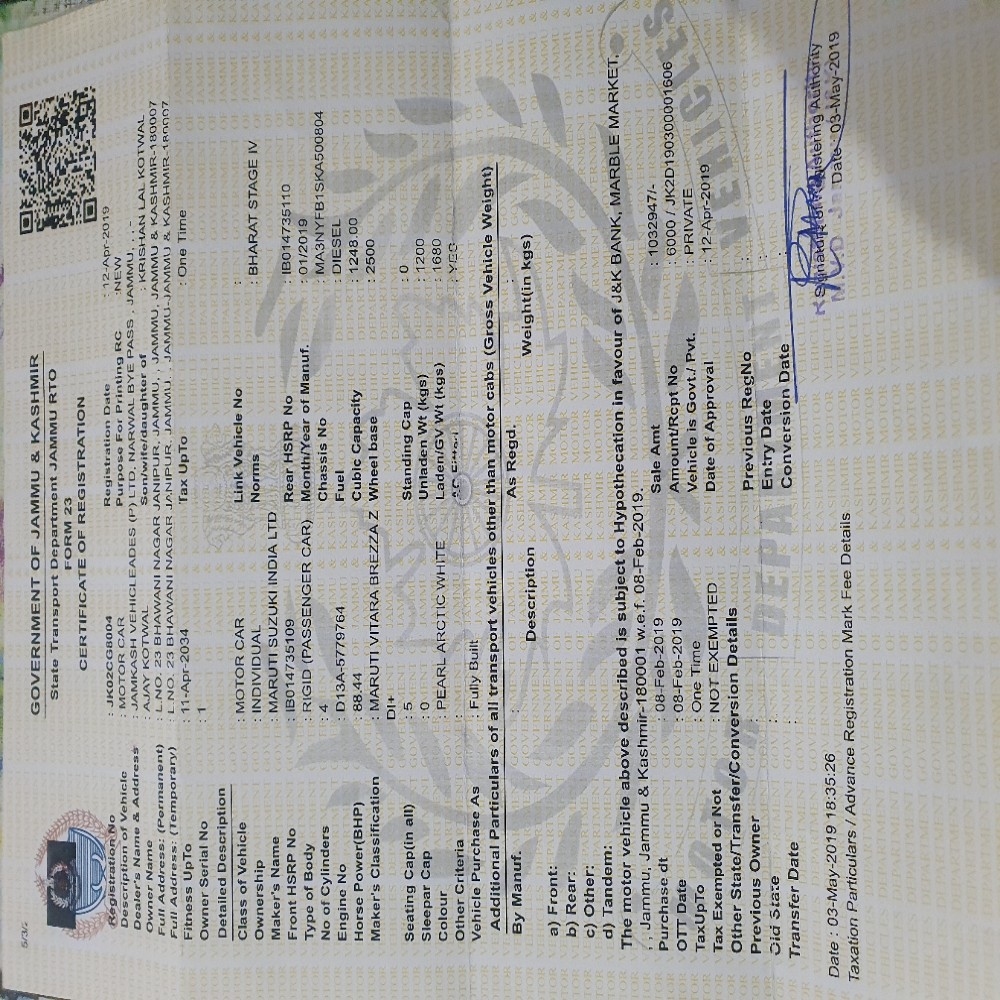 GOVERNMENT OF JAMMU & KASHMIR
State Transport Department JAMMU RTO
FORM 23
CERTIFICATE OF REGISTRATION
Registration No : JK02CG8004 Registration Date : 12-Apr-2019
Description of Vehicle : MOTOR CAR Purpose For Printing RC : NEW
Dealer's Name & Address : JAMKASH VEHICLEADES (P) LTD, NARWAL BYE PASS , JAMMU, , , -
Owner Name : AJAY KOTWAL Son/wife/daughter of : KRISHAN LAL KOTWAL
Full Address: (Permanent) : L.NO. 23 BHAWANI NAGAR JANIPUR, JAMMU, , JAMMU, JAMMU & KASHMIR-180007
Full Address: (Temporary) : L.NO. 23 BHAWANI NAGAR JANIPUR, JAMMU, , JAMMU-JAMMU & KASHMIR-180007
Fitness UpTo : 11-Apr-2034 Tax UpTo : One Time
Owner Serial No : 1
Detailed Description
Class of Vehicle : MOTOR CAR Link Vehicle No :
Ownership : INDIVIDUAL Norms : BHARAT STAGE IV
Maker's Name : MARUTI SUZUKI INDIA LTD
Front HSRP No : IB014735109 Rear HSRP No : IB014735110
Type of Body : RIGID (PASSENGER CAR) Month/Year of Manuf. : 01/2019
No of Cylinders : 4 Chassis No : MA3NYFB1SKA500804
Engine No : D13A-5779764 Fuel : DIESEL
Horse Power(BHP) : 88.44 Cubic Capacity : 1248.00
Maker's Classification : MARUTI VITARA BREZZA Z Wheel base : 2500
DI+
Seating Cap(in all) : 5 Standing Cap : 0
Sleepar Cap : 0 Unladen Wt (kgs) : 1200
Colour : PEARL ARCTIC WHITE Laden/GV Wt (kgs) : 1680
Other Criteria : AC Fitted : YES
Vehicle Purchase As : Fully Built
Additional Particulars of all transport vehicles other than motor cabs (Gross Vehicle Weight)
By Manuf. : As Regd. :
Description Weight(in kgs)
a) Front:
b) Rear:
c) Other:
d) Tandem:
The motor vehicle above described is subject to Hypothecation in favour of J&K BANK, MARBLE MARKET,
, , Jammu, Jammu & Kashmir-180001 w.e.f. 08-Feb-2019.
Purchase dt : 08-Feb-2019 Sale Amt : 1032947/-
OTT Date : 08-Feb-2019 Amount/Rcpt No : 6000 / JK2D190300001606
TaxUpTo : One Time Vehicle is Govt./ Pvt. : PRIVATE
Tax Exempted or Not : NOT EXEMPTED Date of Approval : 12-Apr-2019
Other State/Transfer/Conversion Details
Previous Owner : Previous RegNo :
Old State : Entry Date :
Transfer Date : Conversion Date :
Signature of Registering Authority
Date : 03-May-2019 18:35:26 Date : 03-May-2019
Taxation Particulars / Advance Registration Mark Fee Details